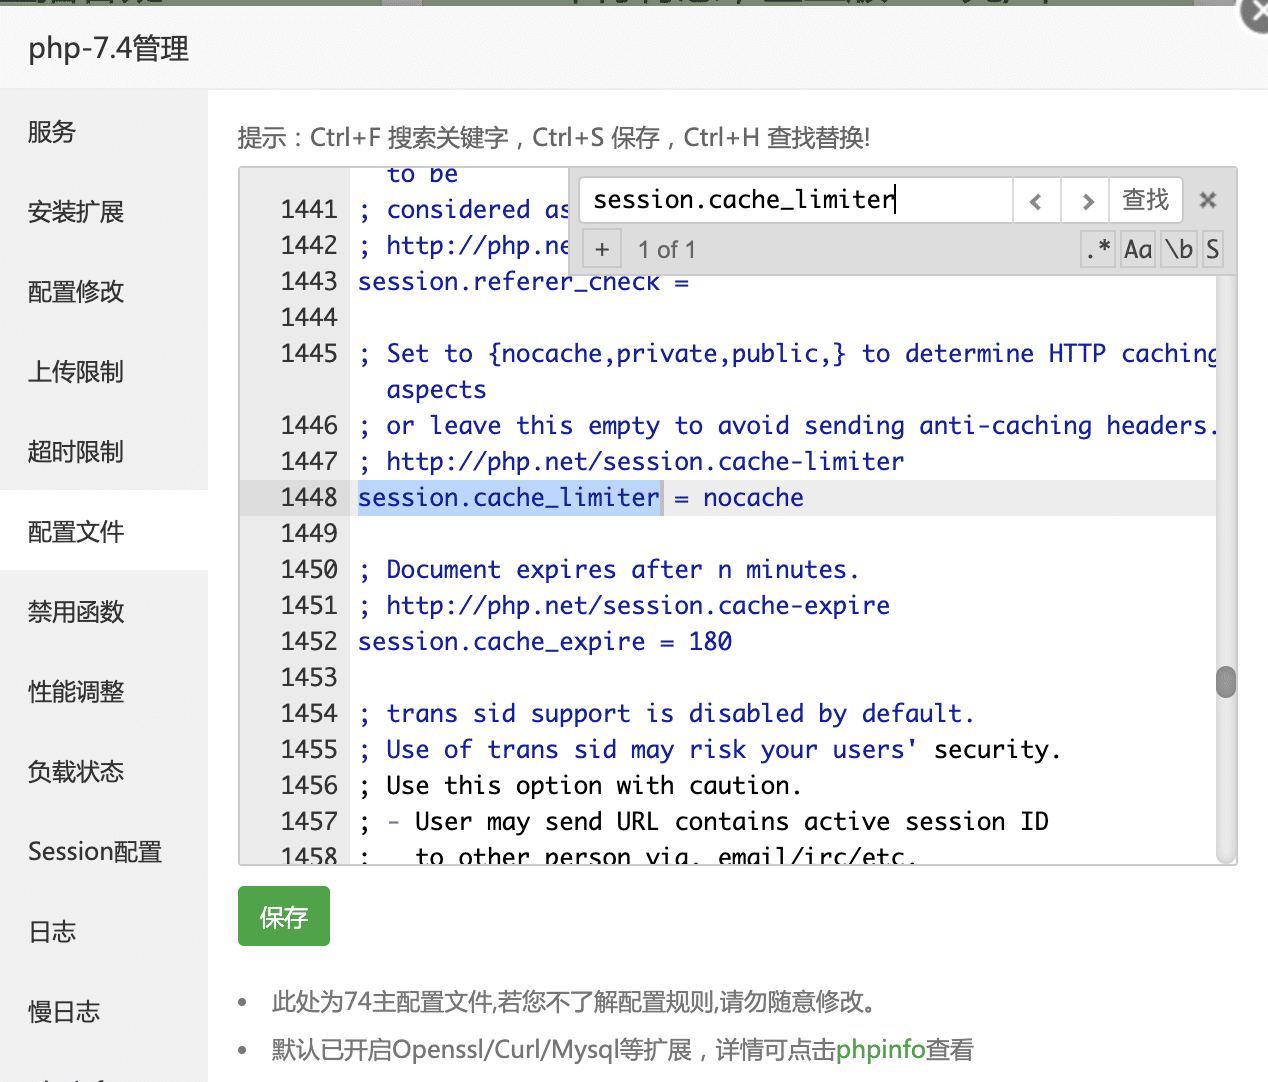 php-7.4管理
服务
安装扩展
配置修改
上传限制
超时限制
配置文件
禁用函数
性能调整
负载状态
Session配置
日志
慢日志
提示：Ctrl+F 搜索关键字，Ctrl+S 保存，Ctrl+H 查找替换!
session.cache_limiter
查找
+ 1 of 1 .* Aa \b S
to be
1441 ; considered as
1442 ; http://php.ne
1443 session.referer_check =
1444
1445 ; Set to {nocache,private,public,} to determine HTTP caching
aspects
1446 ; or leave this empty to avoid sending anti-caching headers.
1447 ; http://php.net/session.cache-limiter
1448 session.cache_limiter = nocache
1449
1450 ; Document expires after n minutes.
1451 ; http://php.net/session.cache-expire
1452 session.cache_expire = 180
1453
1454 ; trans sid support is disabled by default.
1455 ; Use of trans sid may risk your users' security.
1456 ; Use this option with caution.
1457 ; - User may send URL contains active session ID
1458 ; to other person via. email/irc/etc.
保存
• 此处为74主配置文件,若您不了解配置规则,请勿随意修改。
• 默认已开启Openssl/Curl/Mysql等扩展，详情可点击phpinfo查看